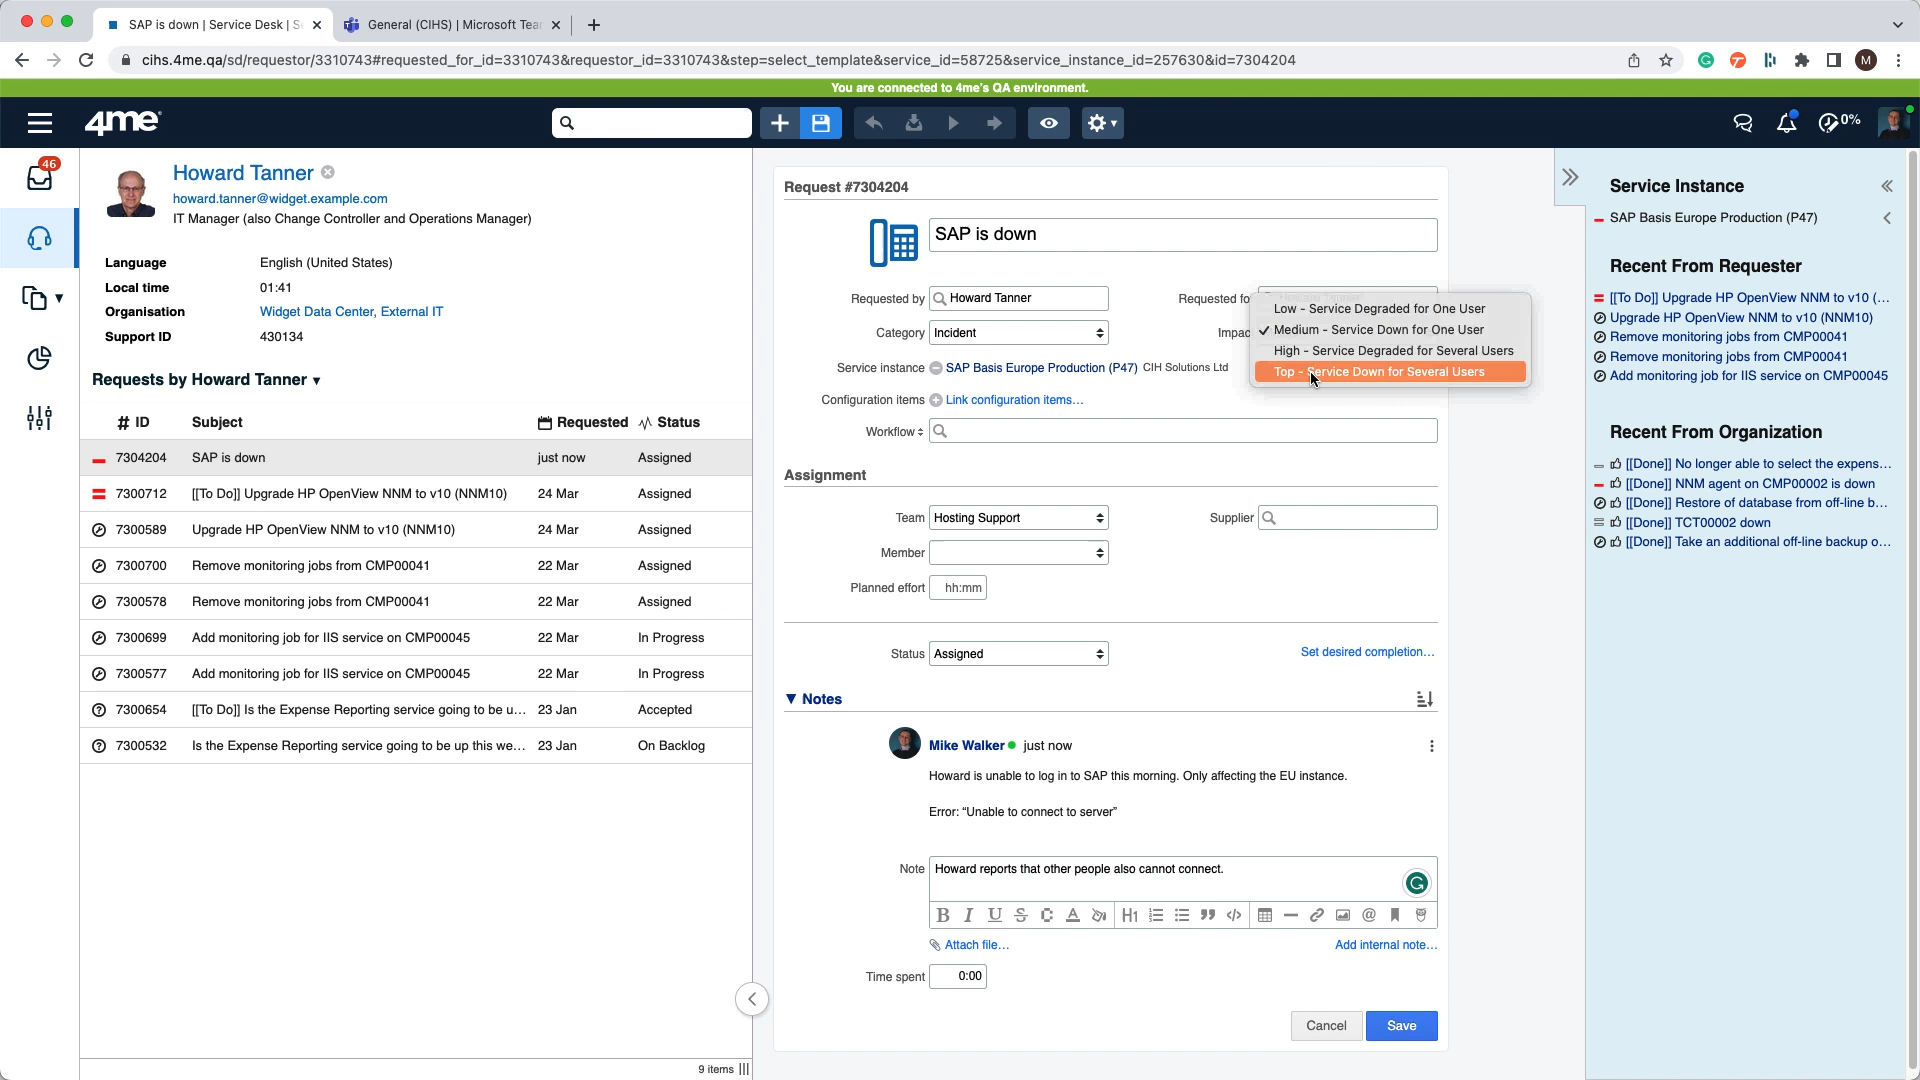 SAP is down | Service Desk | S
General (CIHS) | Microsoft Tea
cihs.4me.qa/sd/requestor/3310743#requested_for_id=3310743&requestor_id=3310743&step=select_template&service_id=58725&service_instance_id=257630&id=7304204
M
You are connected to 4me's QA environment.
4me
0%
46
Howard Tanner
howard.tanner@widget.example.com
IT Manager (also Change Controller and Operations Manager)
Language English (United States)
Local time 01:41
Organisation Widget Data Center, External IT
Support ID 430134
Requests by Howard Tanner
# ID Subject Requested Status
7304204 SAP is down just now Assigned
7300712 [[To Do]] Upgrade HP OpenView NNM to v10 (NNM10) 24 Mar Assigned
7300589 Upgrade HP OpenView NNM to v10 (NNM10) 24 Mar Assigned
7300700 Remove monitoring jobs from CMP00041 22 Mar Assigned
7300578 Remove monitoring jobs from CMP00041 22 Mar Assigned
7300699 Add monitoring job for IIS service on CMP00045 22 Mar In Progress
7300577 Add monitoring job for IIS service on CMP00045 22 Mar In Progress
7300654 [[To Do]] Is the Expense Reporting service going to be u... 23 Jan Accepted
7300532 Is the Expense Reporting service going to be up this we... 23 Jan On Backlog
9 items
Request #7304204
SAP is down
Requested by Howard Tanner Requested fo
Category Incident Impac
Low - Service Degraded for One User
Medium - Service Down for One User
High - Service Degraded for Several Users
Top - Service Down for Several Users
Service instance SAP Basis Europe Production (P47) CIH Solutions Ltd
Configuration items Link configuration items...
Workflow
Assignment
Team Hosting Support Supplier
Member
Planned effort hh:mm
Status Assigned Set desired completion...
Notes
Mike Walker just now
Howard is unable to log in to SAP this morning. Only affecting the EU instance.
Error: “Unable to connect to server”
Note Howard reports that other people also cannot connect.
B I U S C A H1
Attach file... Add internal note...
Time spent 0:00
Cancel Save
Service Instance
SAP Basis Europe Production (P47)
Recent From Requester
[[To Do]] Upgrade HP OpenView NNM to v10 (...
Upgrade HP OpenView NNM to v10 (NNM10)
Remove monitoring jobs from CMP00041
Remove monitoring jobs from CMP00041
Add monitoring job for IIS service on CMP00045
Recent From Organization
[[Done]] No longer able to select the expens...
[[Done]] NNM agent on CMP00002 is down
[[Done]] Restore of database from off-line b...
[[Done]] TCT00002 down
[[Done]] Take an additional off-line backup o...